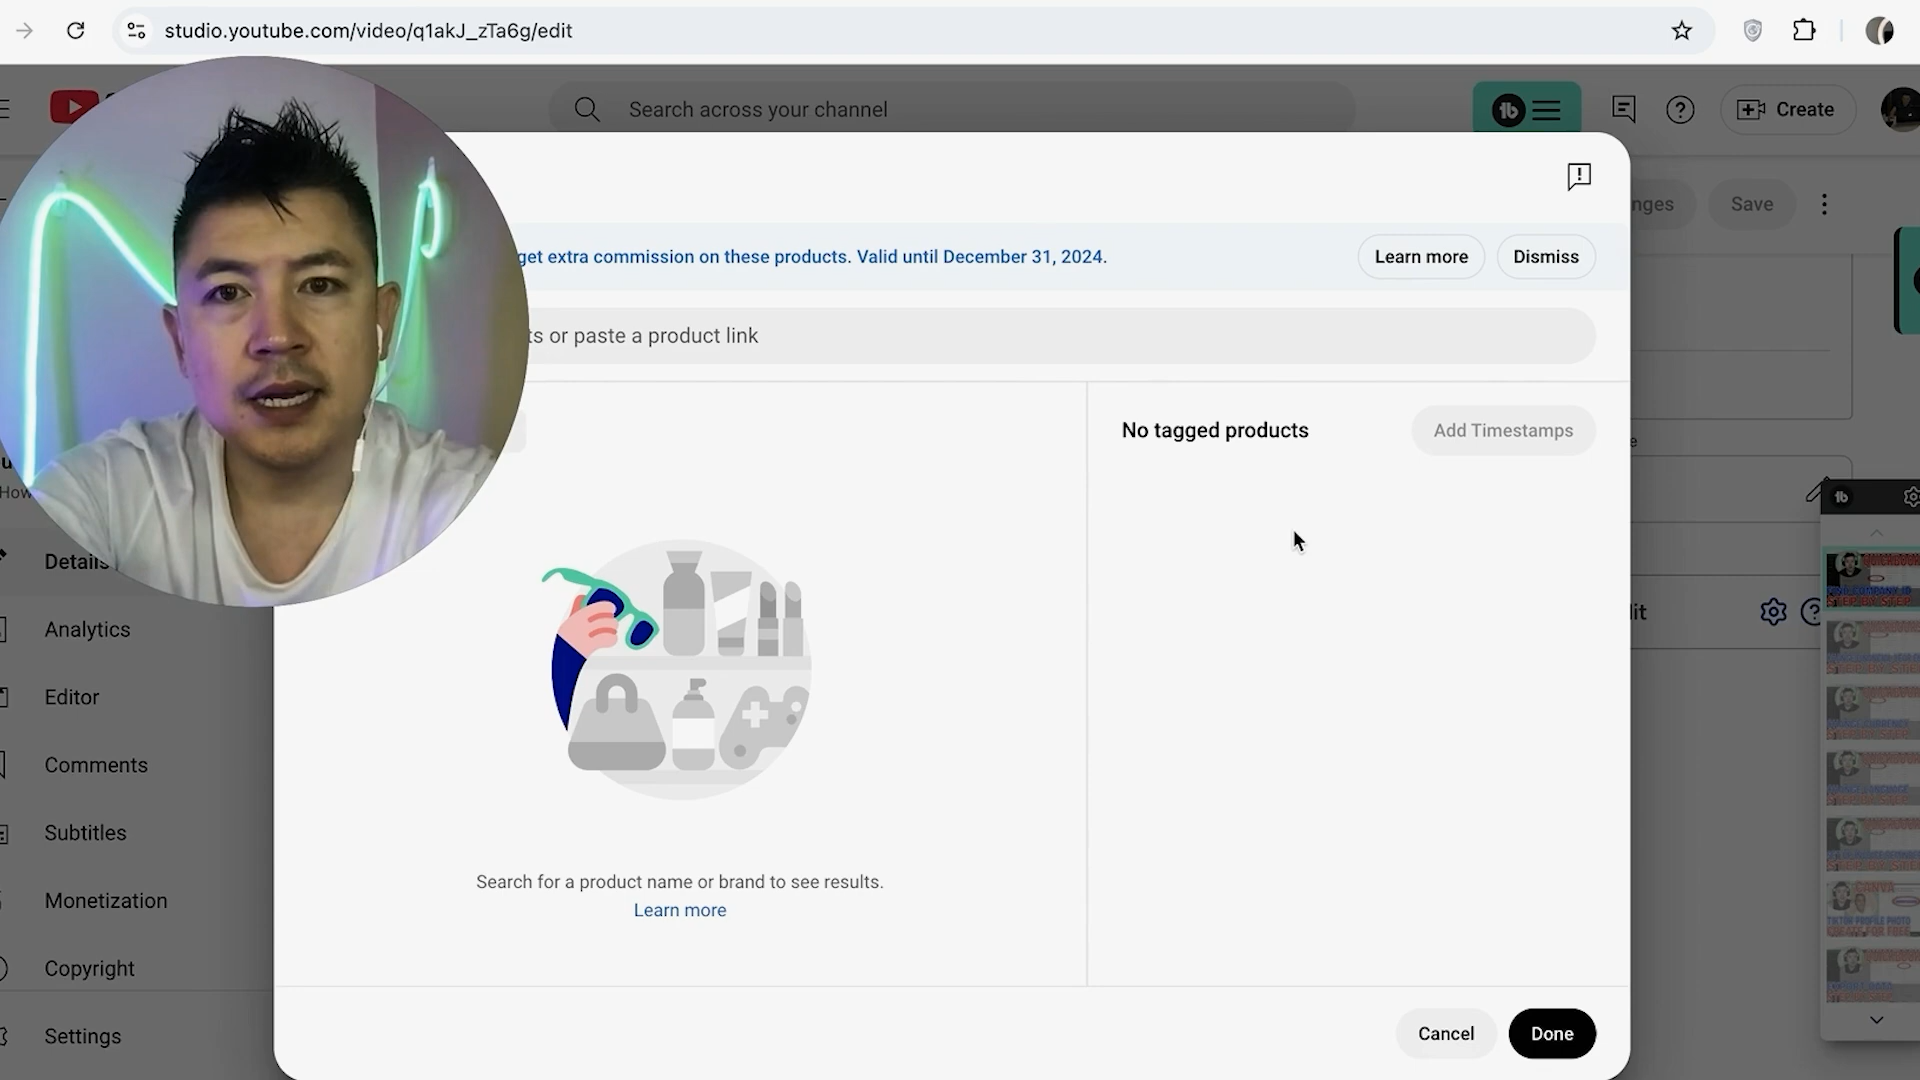 studio.youtube.com/video/q1akJ_zTa6g/edit
Search across your channel
Create
nges
Save
get extra commission on these products. Valid until December 31, 2024.
Learn more
Dismiss
ts or paste a product link
No tagged products
Add Timestamps
How
Details
Analytics
Editor
Comments
Subtitles
Monetization
Copyright
Settings
Search for a product name or brand to see results.
Learn more
Cancel
Done